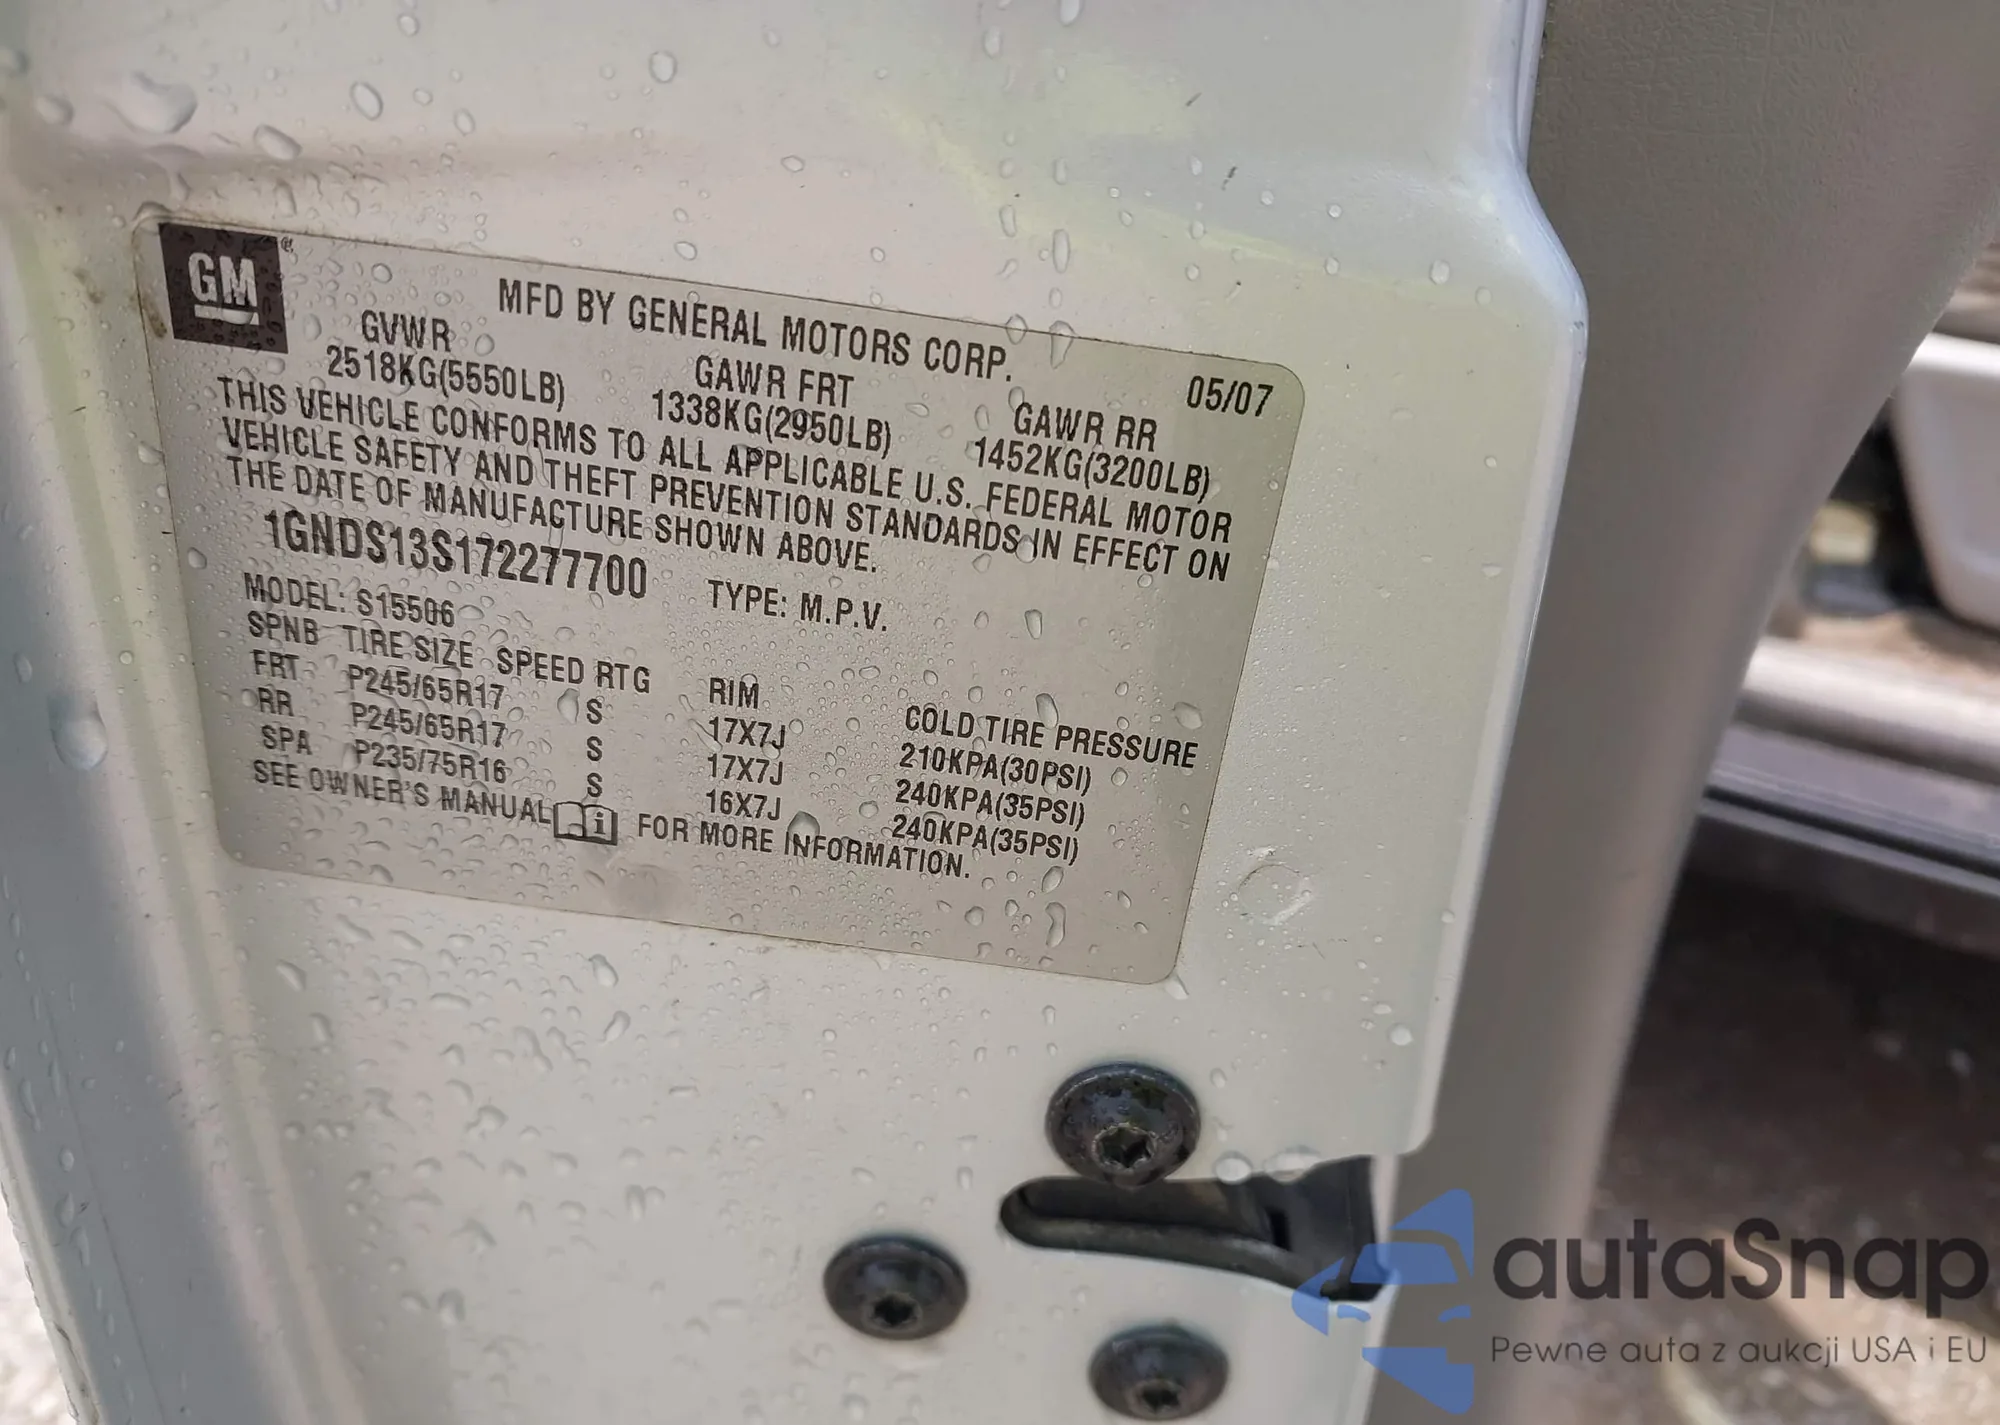 GM®
MFD BY GENERAL MOTORS CORP.
05/07
GVWR GAWR FRT GAWR RR
2518KG(5550LB) 1338KG(2950LB) 1452KG(3200LB)
THIS VEHICLE CONFORMS TO ALL APPLICABLE U.S. FEDERAL MOTOR
VEHICLE SAFETY AND THEFT PREVENTION STANDARDS IN EFFECT ON
THE DATE OF MANUFACTURE SHOWN ABOVE.
1GNDS13S172277700 TYPE: M.P.V.
MODEL: S15506
SPNB TIRE SIZE SPEED RTG RIM COLD TIRE PRESSURE
FRT P245/65R17 S 17X7J 210KPA(30PSI)
RR P245/65R17 S 17X7J 240KPA(35PSI)
SPA P235/75R16 S 16X7J 240KPA(35PSI)
SEE OWNER'S MANUAL i FOR MORE INFORMATION.
autaSnap
Pewne auta z aukcji USA i EU